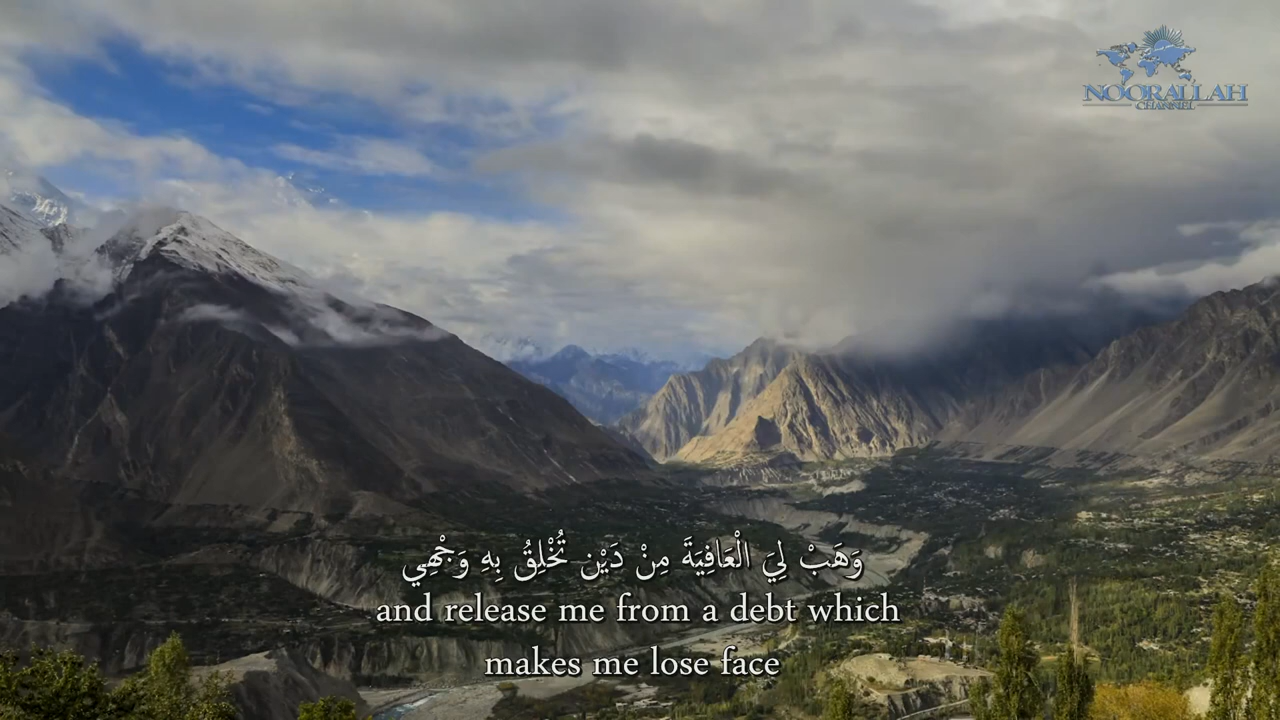 NOORALLAH
CHANNEL
وَهَبْ لِيَ الْعَافِيَةَ مِنْ دَيْنٍ تُخْلِقُ بِهِ وَجْهِي
and release me from a debt which
makes me lose face